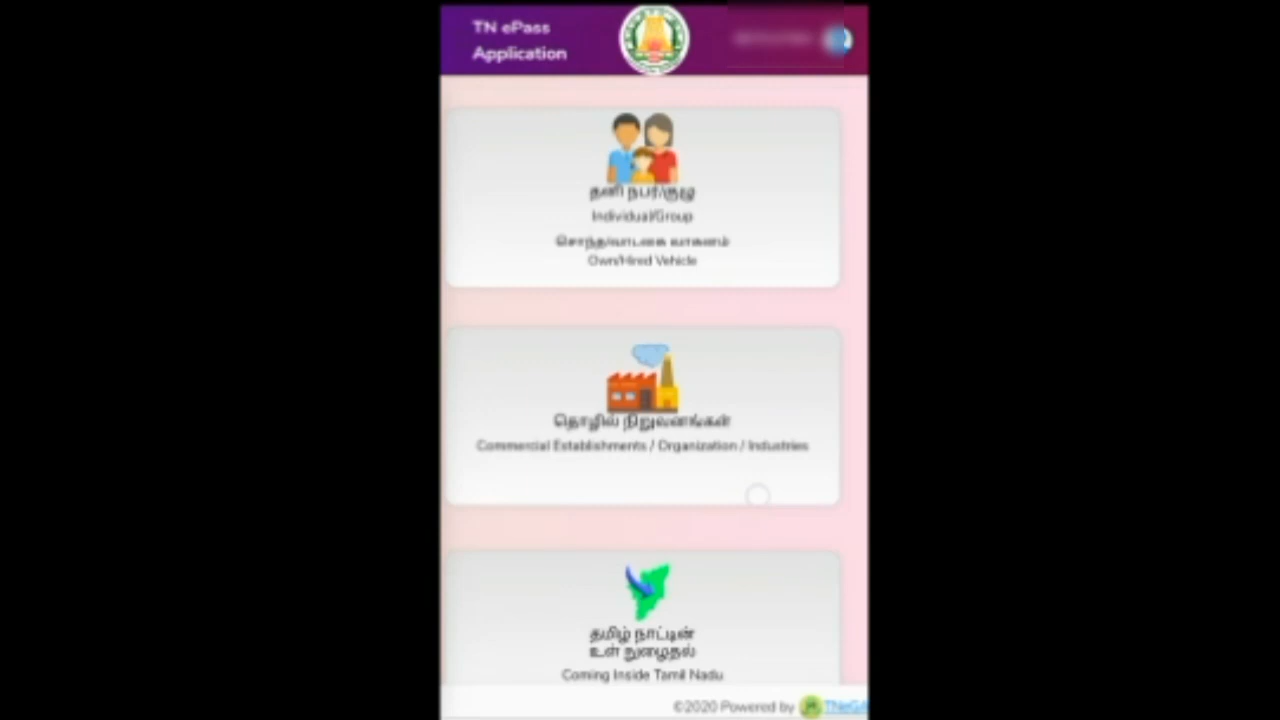 TN ePass
Application
தனி நபர்/குழு
Individual/Group
சொந்த/வாடகை வாகனம்
Own/Hired Vehicle
தொழில் நிறுவனங்கள்
Commercial Establishments / Organization / Industries
தமிழ் நாட்டின்
உள் நுழைதல்
Coming Inside Tamil Nadu
©2020 Powered by TNeGA